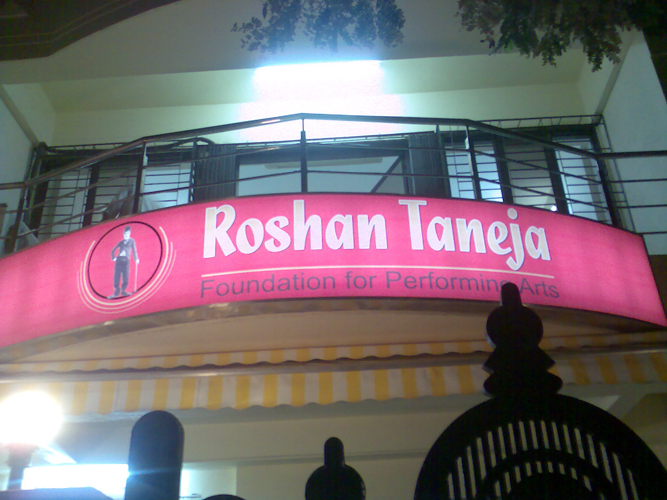 Roshan Taneja
Foundation for Performing Arts